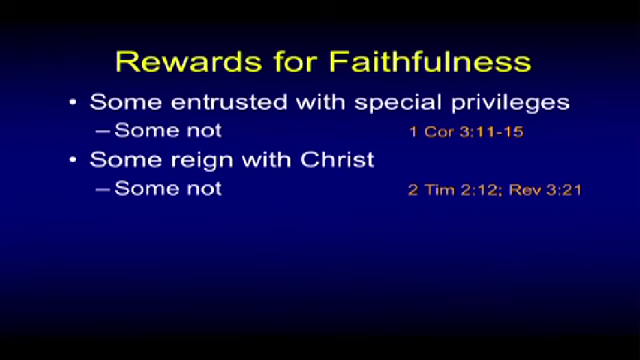 Rewards for Faithfulness
• Some entrusted with special privileges
– Some not 1 Cor 3:11-15
• Some reign with Christ
– Some not 2 Tim 2:12; Rev 3:21